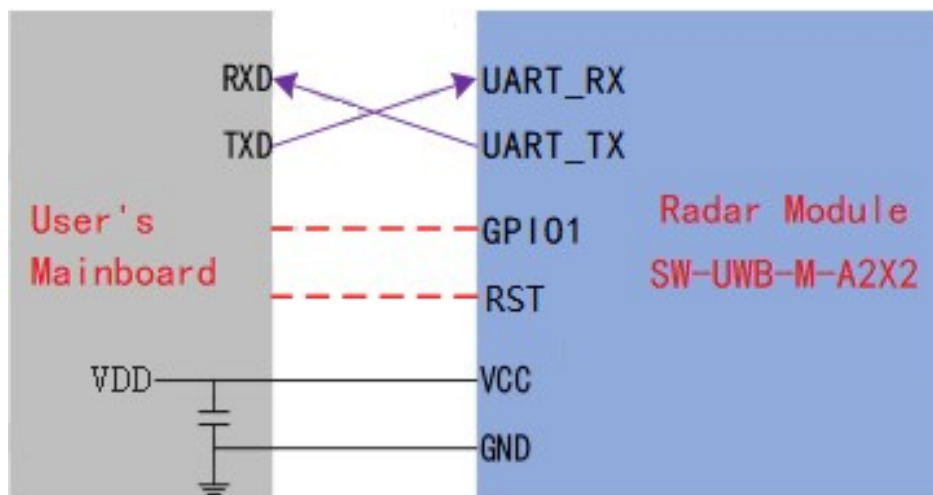 RXD
UART_RX
TXD
UART_TX
User's
Mainboard
GPIO1
Radar Module
SW-UWB-M-A2X2
RST
VDD
VCC
GND